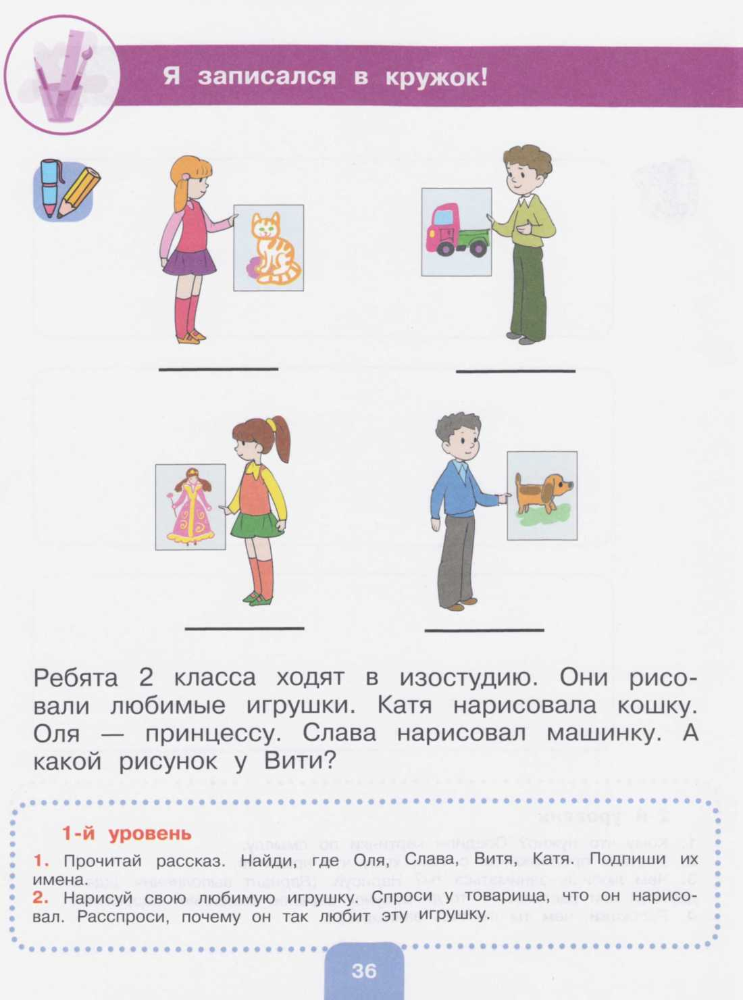 Я записался в кружок!
Ребята 2 класса ходят в изостудию. Они рисо-
вали любимые игрушки. Катя нарисовала кошку.
Оля — принцессу. Слава нарисовал машинку. А
какой рисунок у Вити?
1-й уровень
1. Прочитай рассказ. Найди, где Оля, Слава, Витя, Катя. Подпиши их
имена.
2. Нарисуй свою любимую игрушку. Спроси у товарища, что он нарисо-
вал. Расспроси, почему он так любит эту игрушку.
36